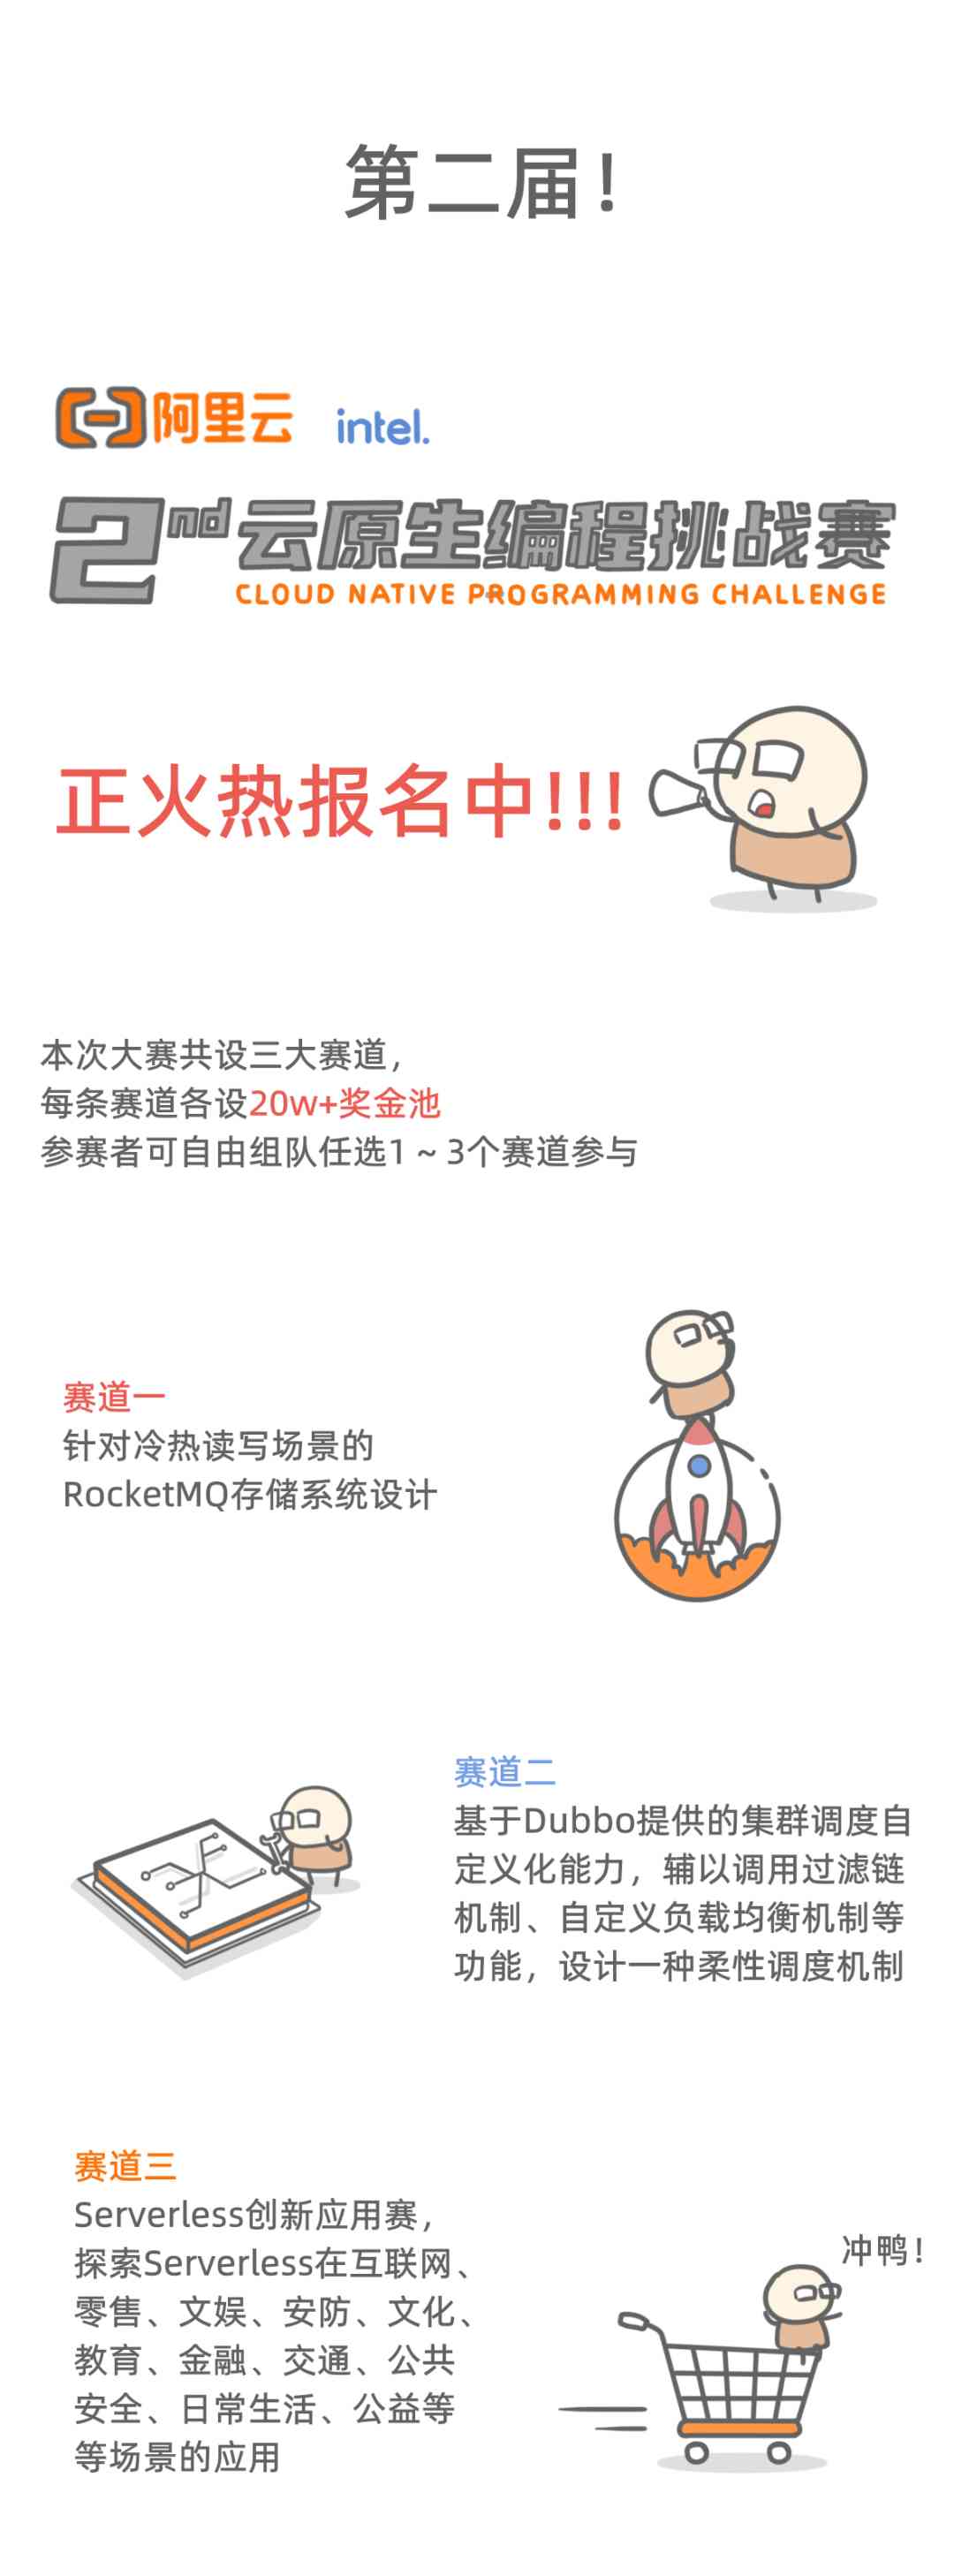 第二届！
阿里云 intel.
2nd云原生编程挑战赛
CLOUD NATIVE PROGRAMMING CHALLENGE
正火热报名中!!!
本次大赛共设三大赛道，
每条赛道各设20w+奖金池
参赛者可自由组队任选1 ~ 3个赛道参与
赛道一
针对冷热读写场景的
RocketMQ存储系统设计
赛道二
基于Dubbo提供的集群调度自
定义化能力，辅以调用过滤链
机制、自定义负载均衡机制等
功能，设计一种柔性调度机制
赛道三
Serverless创新应用赛，
探索Serverless在互联网、
零售、文娱、安防、文化、
教育、金融、交通、公共
安全、日常生活、公益等
等场景的应用
冲鸭！